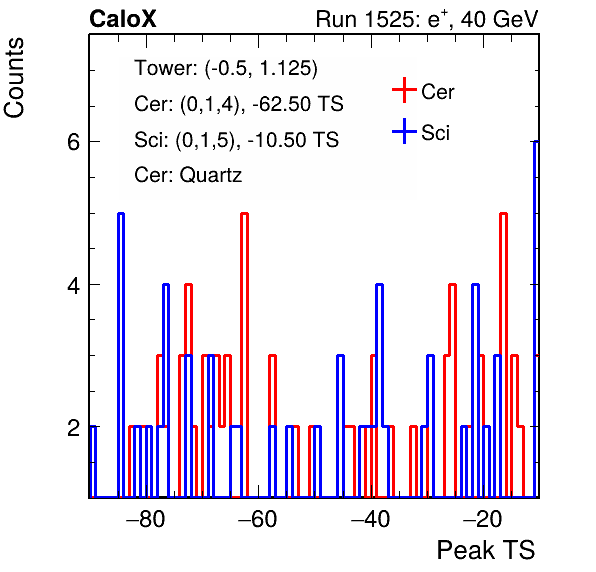 CaloX Run 1525: e⁺, 40 GeV
Counts
Tower: (-0.5, 1.125)
Cer: (0,1,4), -62.50 TS
Sci: (0,1,5), -10.50 TS
Cer: Quartz
Cer
Sci
6
4
2
−80 −60 −40 −20
Peak TS